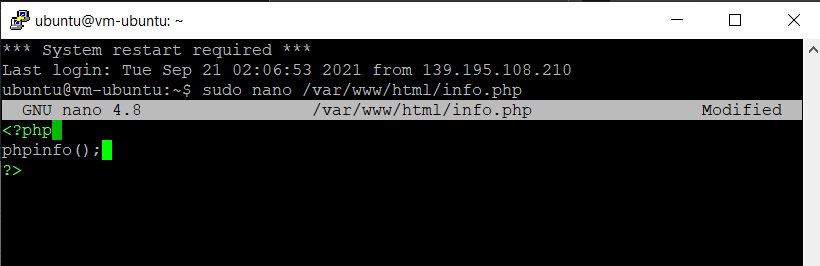 ubuntu@vm-ubuntu: ~
*** System restart required ***
Last login: Tue Sep 21 02:06:53 2021 from 139.195.108.210
ubuntu@vm-ubuntu:~$ sudo nano /var/www/html/info.php
GNU nano 4.8 /var/www/html/info.php Modified
<?php
phpinfo();
?>